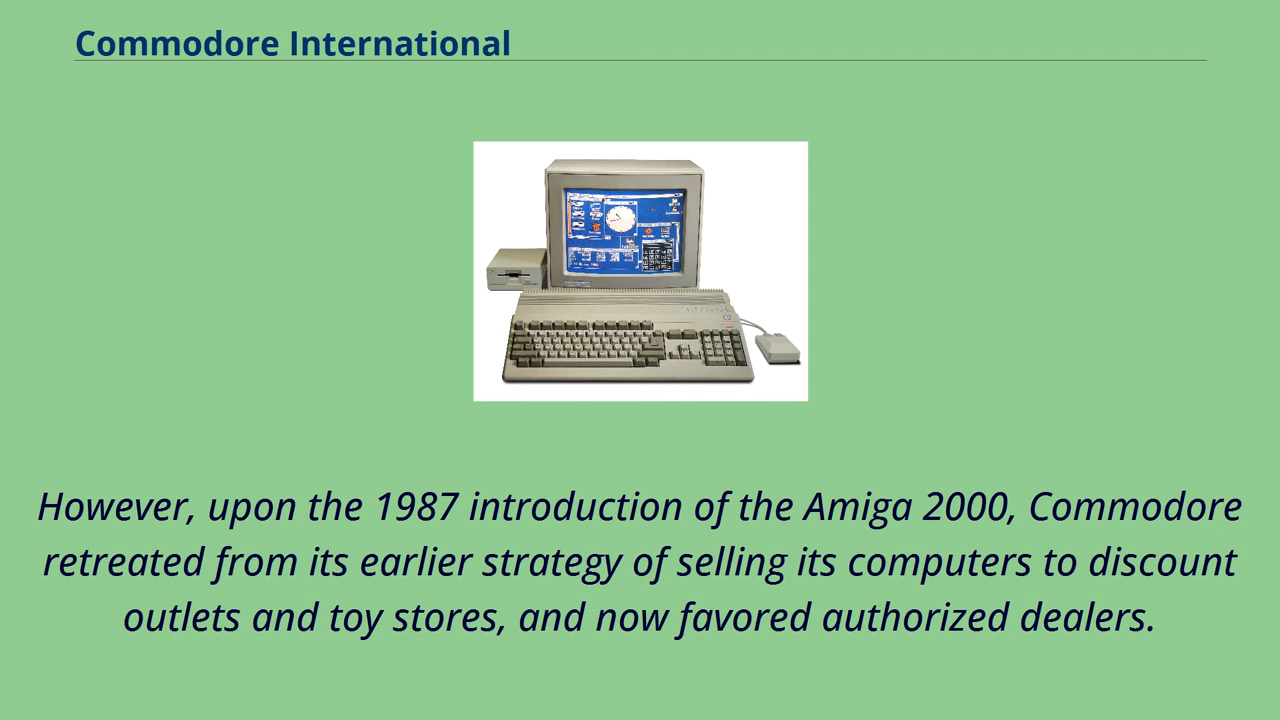 Commodore International
However, upon the 1987 introduction of the Amiga 2000, Commodore
retreated from its earlier strategy of selling its computers to discount
outlets and toy stores, and now favored authorized dealers.